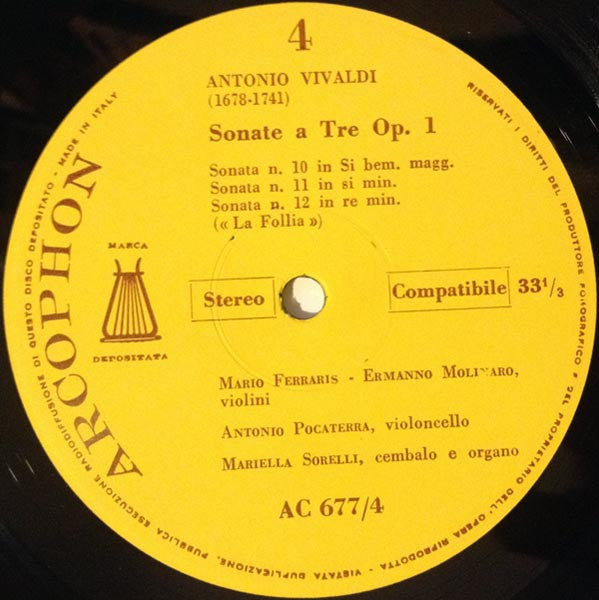 4
ANTONIO VIVALDI
(1678-1741)
Sonate a Tre Op. 1
Sonata n. 10 in Si bem. magg.
Sonata n. 11 in si min.
Sonata n. 12 in re min.
(« La Follia »)
MARCA
DEPOSITATA
Stereo
Compatibile 33 1/3
MARIO FERRARIS - ERMANNO MOLINARO,
violini
ANTONIO POCATERRA, violoncello
MARIELLA SORELLI, cembalo e organo
AC 677/4
ARCOPHON
RISERVATI I DIRITTI DEL PRODUTTORE FONOGRAFICO E DEL PROPRIETARIO DELL'OPERA RIPRODOTTA - VIETATA DUPLICAZIONE, PUBBLICA ESECUZIONE RADIODIFFUSIONE DI QUESTO DISCO DEPOSITATO - MADE IN ITALY